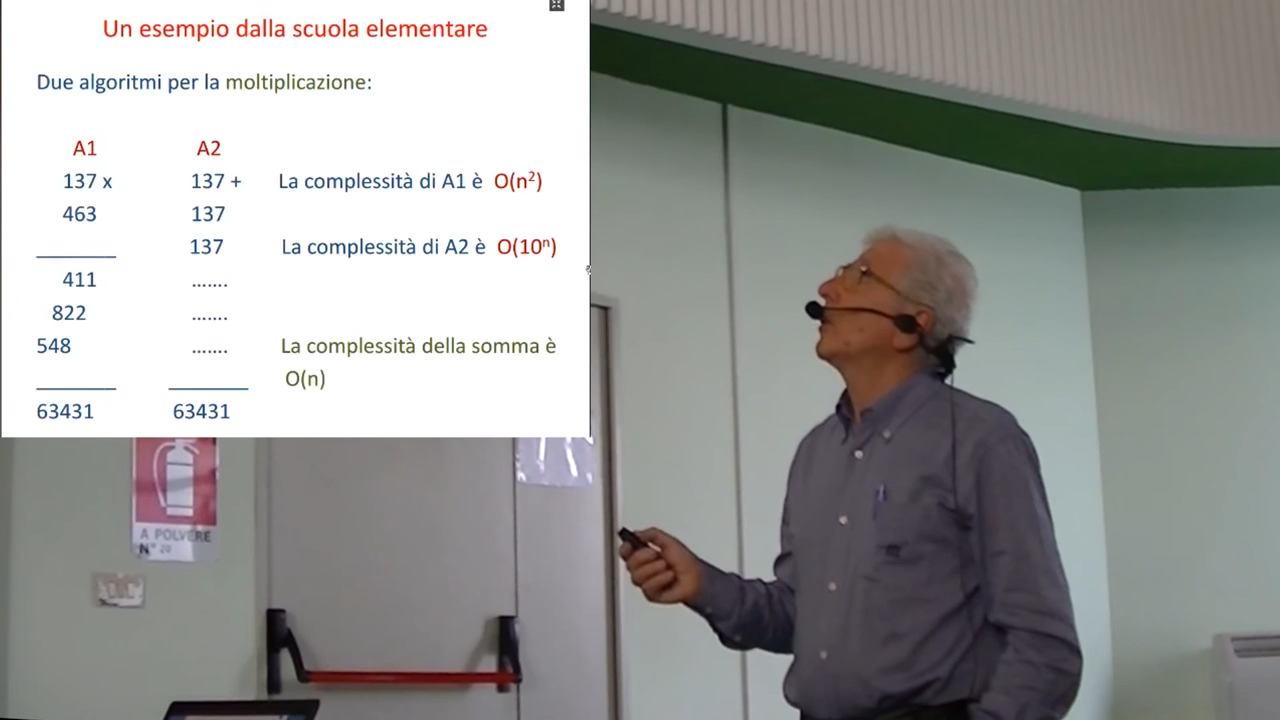 Un esempio dalla scuola elementare
Due algoritmi per la moltiplicazione:
A1 A2
137 x 137 + La complessità di A1 è O(n²)
463 137
137 La complessità di A2 è O(10ⁿ)
411 .......
822 .......
548 ....... La complessità della somma è
O(n)
63431 63431
A POLVERE
N° 20